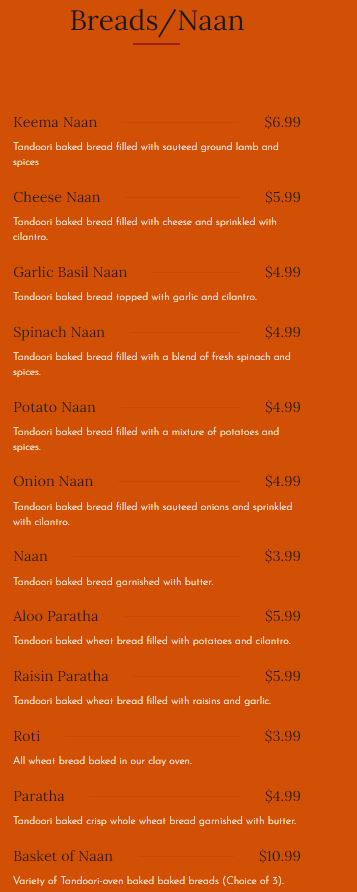 Breads/Naan
Keema Naan $6.99
Tandoori baked bread filled with sauteed ground lamb and
spices
Cheese Naan $5.99
Tandoori baked bread filled with cheese and sprinkled with
cilantro.
Garlic Basil Naan $4.99
Tandoori baked bread topped with garlic and cilantro.
Spinach Naan $4.99
Tandoori baked bread filled with a blend of fresh spinach and
spices.
Potato Naan $4.99
Tandoori baked bread filled with a mixture of potatoes and
spices.
Onion Naan $4.99
Tandoori baked bread filled with sauteed onions and sprinkled
with cilantro.
Naan $3.99
Tandoori baked bread garnished with butter.
Aloo Paratha $5.99
Tandoori baked wheat bread filled with potatoes and cilantro.
Raisin Paratha $5.99
Tandoori baked wheat bread filled with raisins and garlic.
Roti $3.99
All wheat bread baked in our clay oven.
Paratha $4.99
Tandoori baked crisp whole wheat bread garnished with butter.
Basket of Naan $10.99
Variety of Tandoori-oven baked baked breads (Choice of 3).